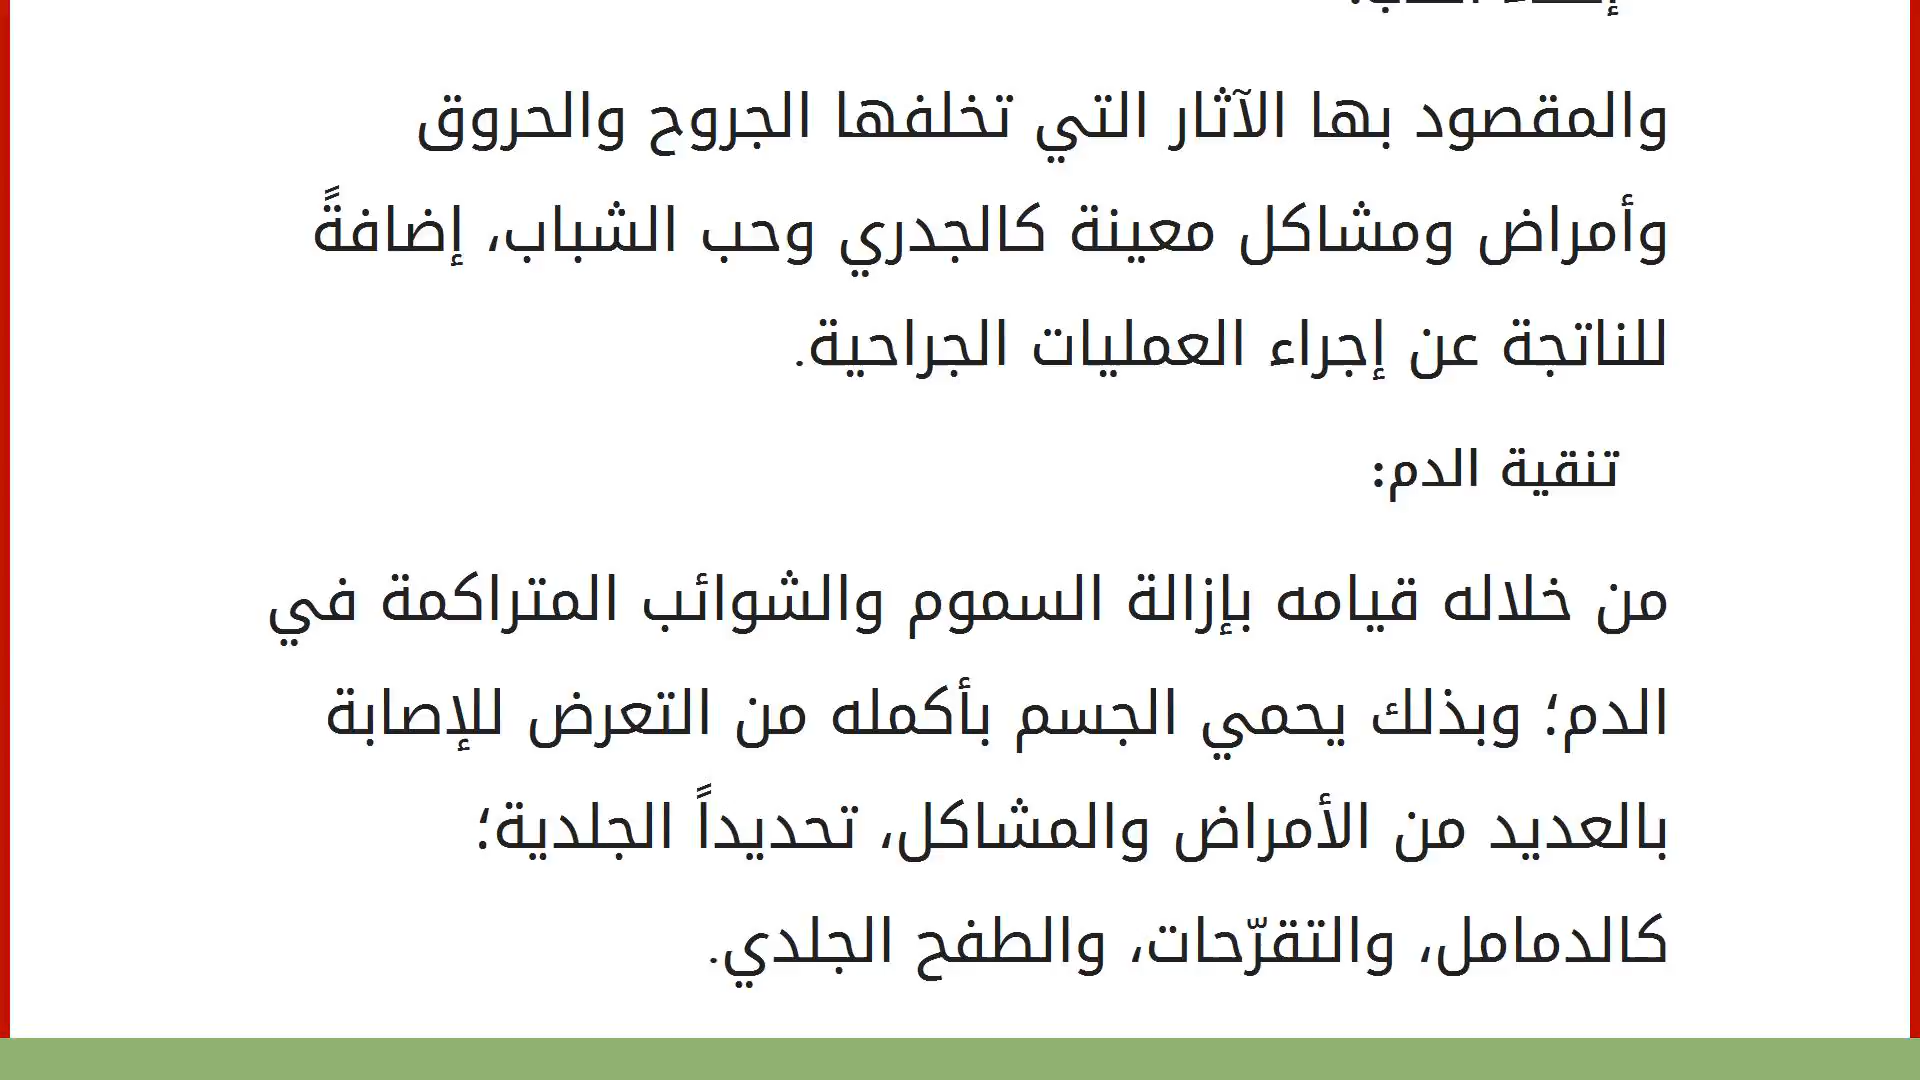 والمقصود بها الآثار التي تخلفها الجروح والحروق
وأمراض ومشاكل معينة كالجدري وحب الشباب، إضافةً
للناتجة عن إجراء العمليات الجراحية.
تنقية الدم:
من خلاله قيامه بإزالة السموم والشوائب المتراكمة في
الدم؛ وبذلك يحمي الجسم بأكمله من التعرض للإصابة
بالعديد من الأمراض والمشاكل، تحديداً الجلدية؛
كالدمامل، والتقرّحات، والطفح الجلدي.